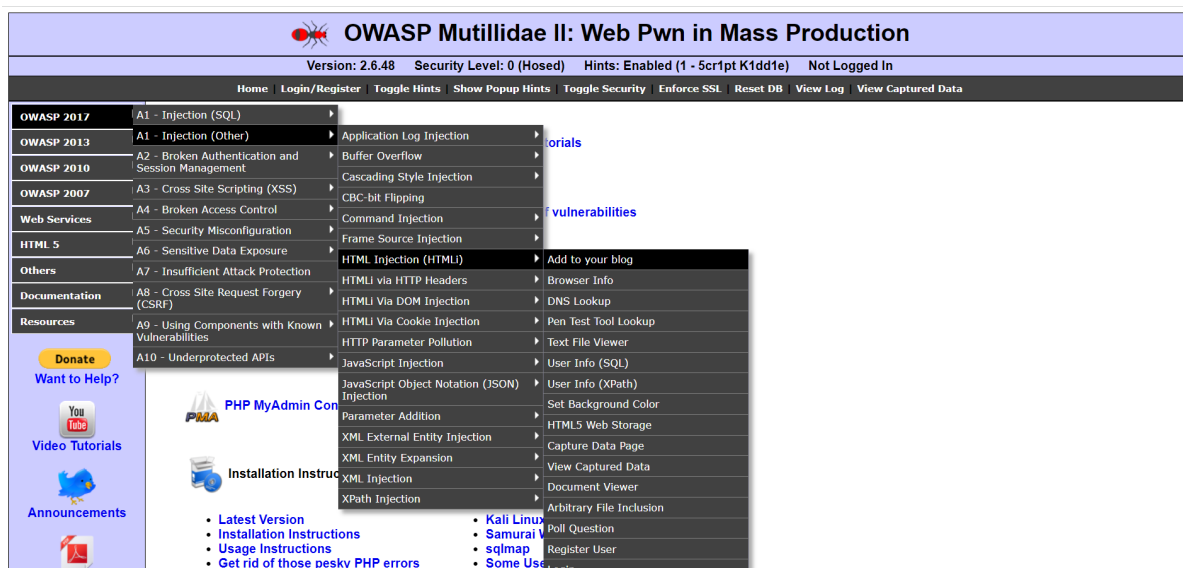 OWASP Mutillidae II: Web Pwn in Mass Production
Version: 2.6.48 Security Level: 0 (Hosed) Hints: Enabled (1 - 5cr1pt K1dd1e) Not Logged In
Home Login/Register Toggle Hints Show Popup Hints Toggle Security Enforce SSL Reset DB View Log View Captured Data
OWASP 2017
OWASP 2013
OWASP 2010
OWASP 2007
Web Services
HTML 5
Others
Documentation
Resources
Donate
Want to Help?
You
Tube
Video Tutorials
Announcements
A1 - Injection (SQL)
A1 - Injection (Other)
A2 - Broken Authentication and
Session Management
A3 - Cross Site Scripting (XSS)
A4 - Broken Access Control
A5 - Security Misconfiguration
A6 - Sensitive Data Exposure
A7 - Insufficient Attack Protection
A8 - Cross Site Request Forgery
(CSRF)
A9 - Using Components with Known
Vulnerabilities
A10 - Underprotected APIs
Application Log Injection
Buffer Overflow
Cascading Style Injection
CBC-bit Flipping
Command Injection
Frame Source Injection
HTML Injection (HTMLi)
HTMLi via HTTP Headers
HTMLi Via DOM Injection
HTMLi Via Cookie Injection
HTTP Parameter Pollution
JavaScript Injection
JavaScript Object Notation (JSON)
Injection
Parameter Addition
XML External Entity Injection
XML Entity Expansion
XML Injection
XPath Injection
Add to your blog
Browser Info
DNS Lookup
Pen Test Tool Lookup
Text File Viewer
User Info (SQL)
User Info (XPath)
Set Background Color
HTML5 Web Storage
Capture Data Page
View Captured Data
Document Viewer
Arbitrary File Inclusion
Poll Question
Register User
torials
f vulnerabilities
PMA
PHP MyAdmin Con
Installation Instruc
Latest Version
Installation Instructions
Usage Instructions
Get rid of those pesky PHP errors
Kali Linux
Samurai
sqlmap
Some Use